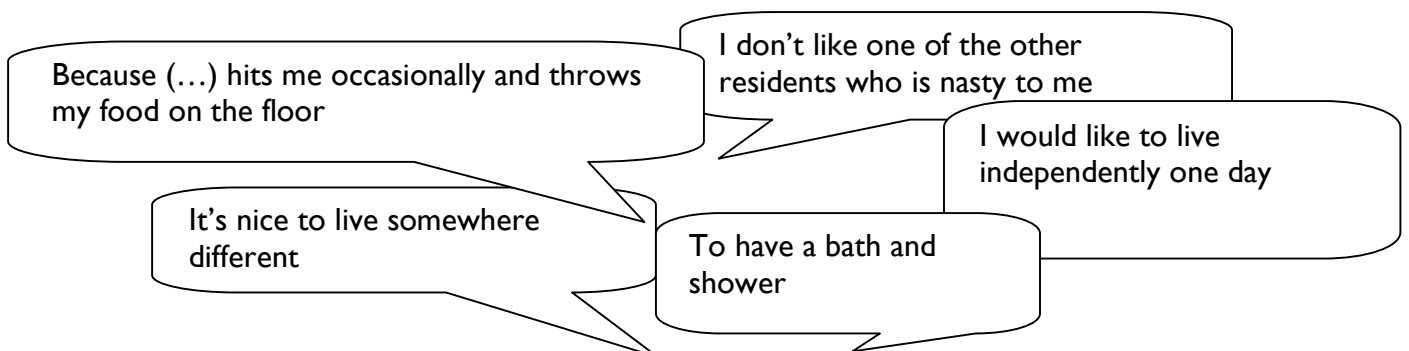 Because (…) hits me occasionally and throws
my food on the floor
I don’t like one of the other
residents who is nasty to me
I would like to live
independently one day
It’s nice to live somewhere
different
To have a bath and
shower